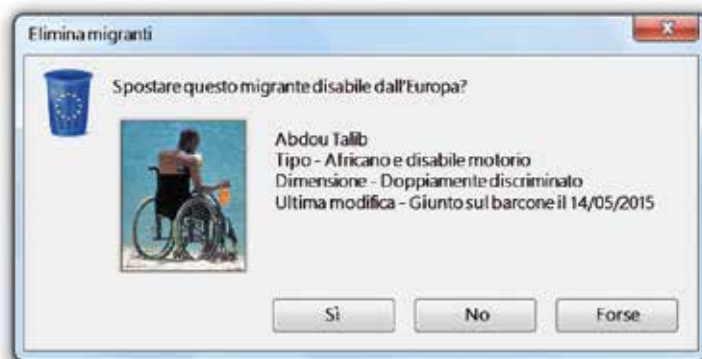 Elimina migranti
Spostare questo migrante disabile dall'Europa?
Abdou Talib
Tipo - Africano e disabile motorio
Dimensione - Doppiamente discriminato
Ultima modifica - Giunto sul barcone il 14/05/2015
Sì
No
Forse